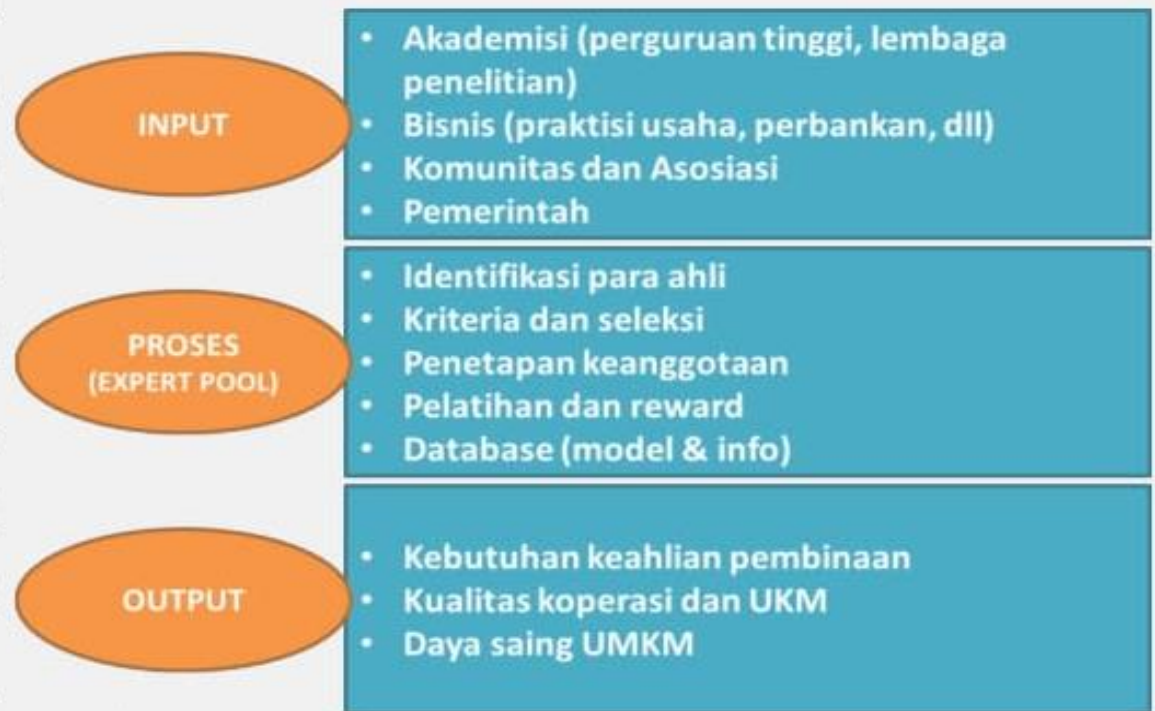 INPUT
• Akademisi (perguruan tinggi, lembaga
penelitian)
• Bisnis (praktisi usaha, perbankan, dll)
• Komunitas dan Asosiasi
• Pemerintah
PROSES
(EXPERT POOL)
• Identifikasi para ahli
• Kriteria dan seleksi
• Penetapan keanggotaan
• Pelatihan dan reward
• Database (model & info)
OUTPUT
• Kebutuhan keahlian pembinaan
• Kualitas koperasi dan UKM
• Daya saing UMKM